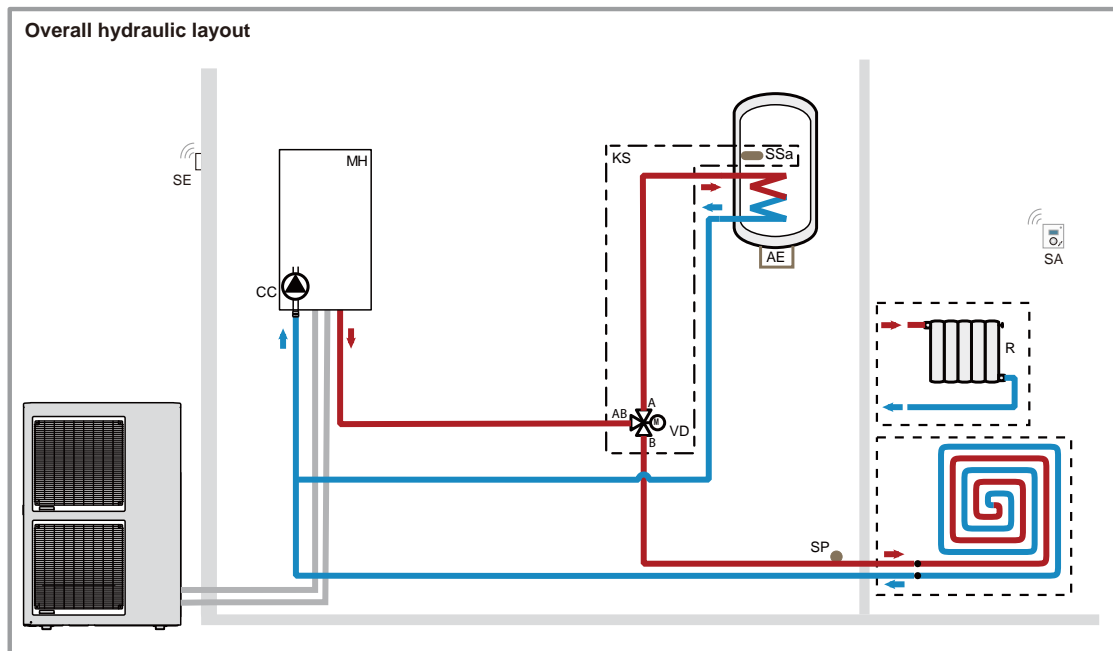 Overall hydraulic layout
MH
KS
SSa
SE
AE
SA
CC
R
A
AB
M
VD
B
SP